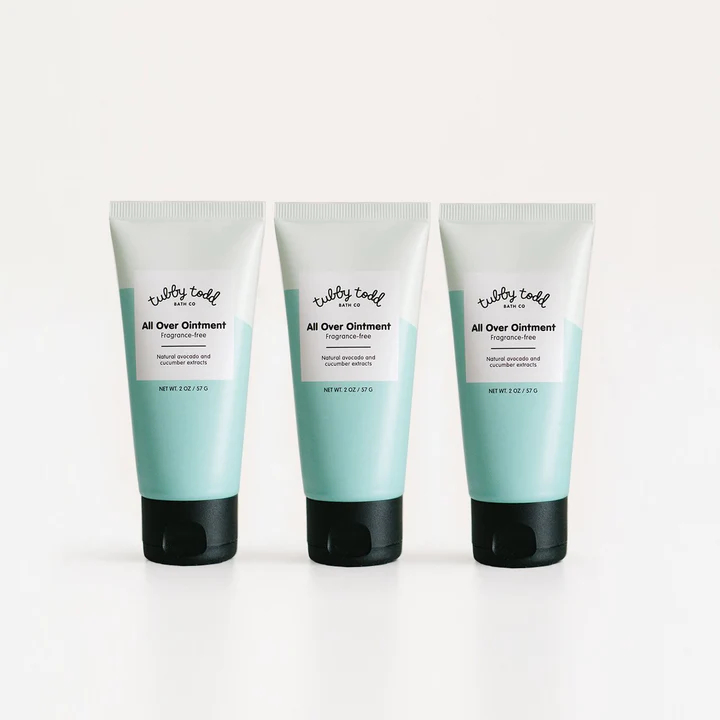 tubby todd
BATH CO
All Over Ointment
Fragrance-free
Natural avocado and
cucumber extracts
NET WT. 2 OZ / 57 G
tubby todd
BATH CO
All Over Ointment
Fragrance-free
Natural avocado and
cucumber extracts
NET WT. 2 OZ / 57 G
tubby todd
BATH CO
All Over Ointment
Fragrance-free
Natural avocado and
cucumber extracts
NET WT. 2 OZ / 57 G